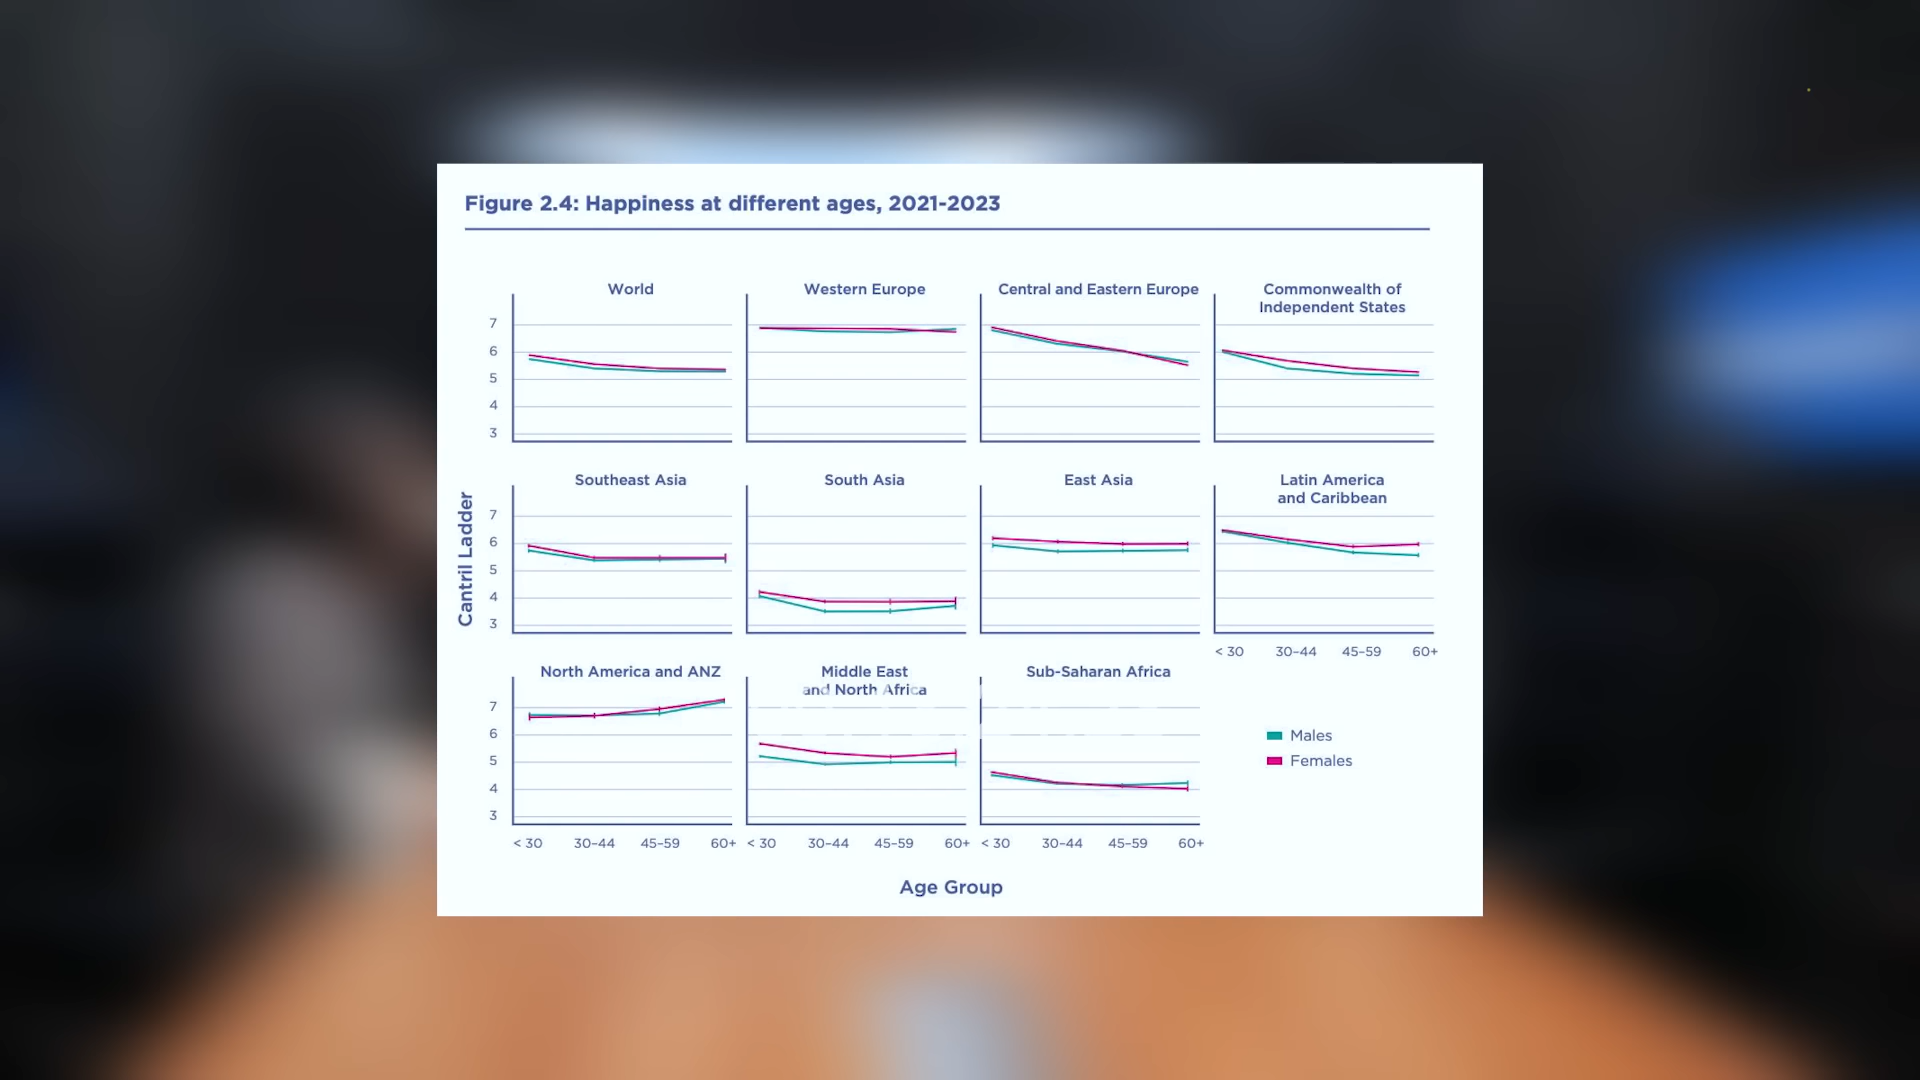 Figure 2.4: Happiness at different ages, 2021-2023
World
Western Europe
Central and Eastern Europe
Commonwealth of
Independent States
7
6
5
4
3
Southeast Asia
South Asia
East Asia
Latin America
and Caribbean
7
6
5
4
3
Cantril Ladder
< 30 30–44 45–59 60+
North America and ANZ
Middle East
and North Africa
Sub-Saharan Africa
7
6
5
4
3
Males
Females
< 30 30–44 45–59 60+ < 30 30–44 45–59 60+ < 30 30–44 45–59 60+
Age Group